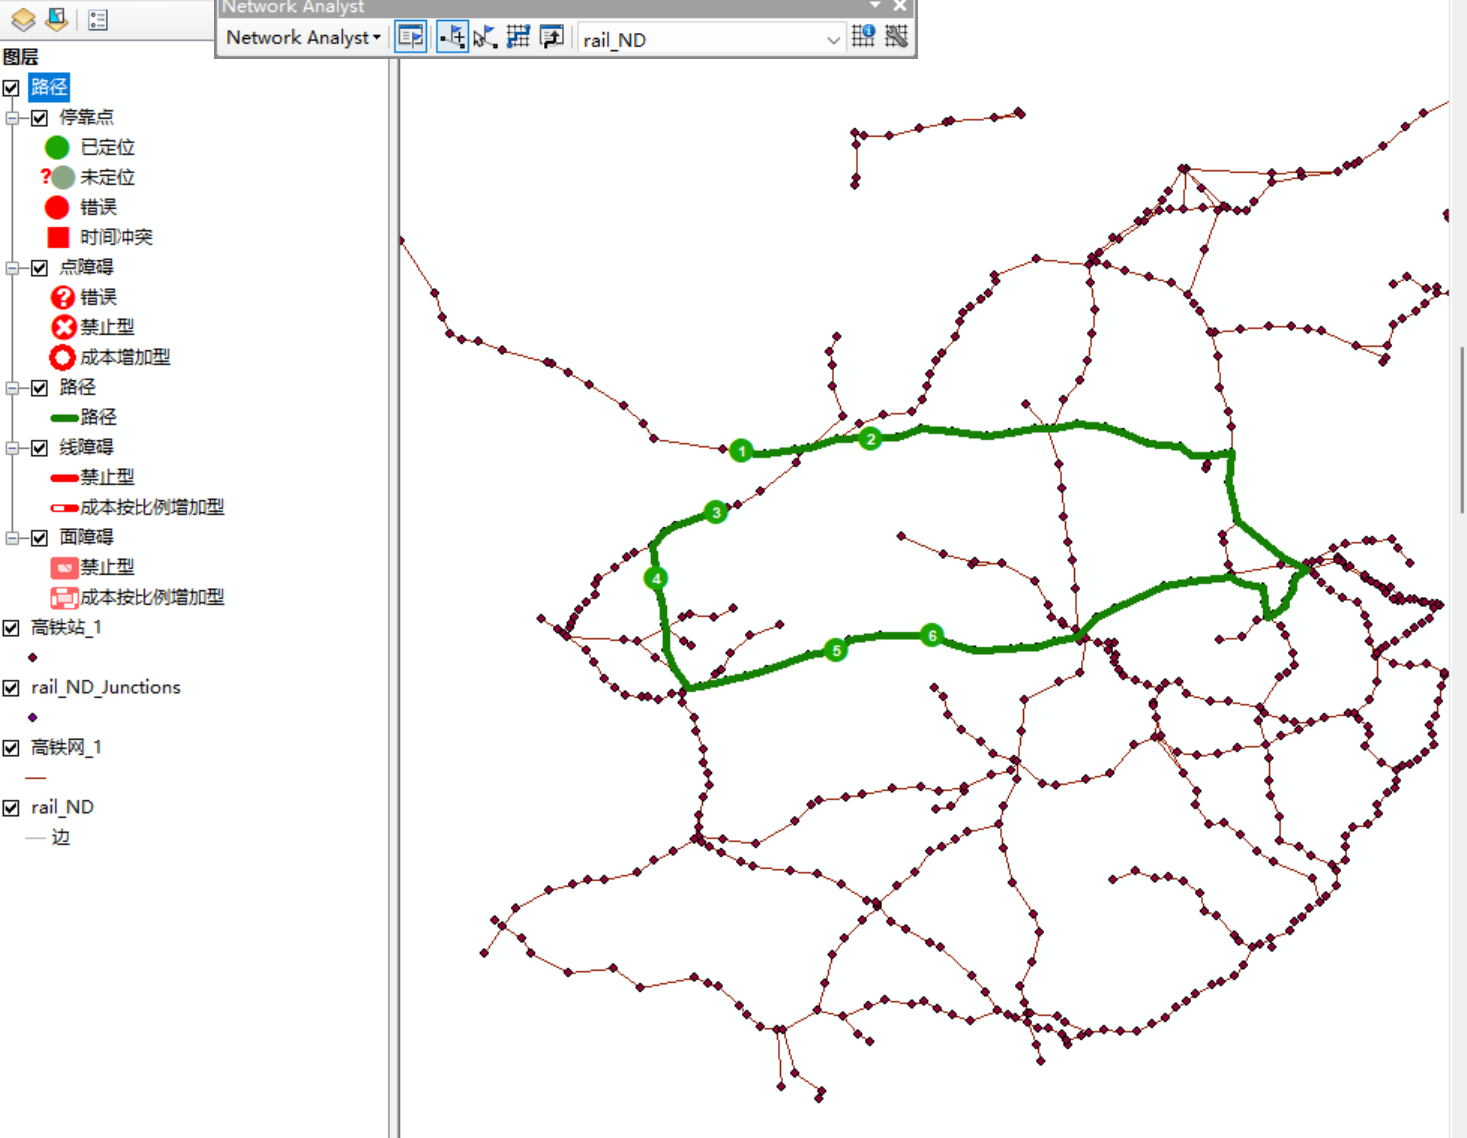 Network Analyst
Network Analyst
rail_ND
图层
路径
停靠点
已定位
? 未定位
错误
时间冲突
点障碍
? 错误
禁止型
成本增加型
路径
路径
线障碍
禁止型
成本按比例增加型
面障碍
禁止型
成本按比例增加型
高铁站_1
rail_ND_Junctions
高铁网_1
rail_ND
边
1
2
3
4
5
6